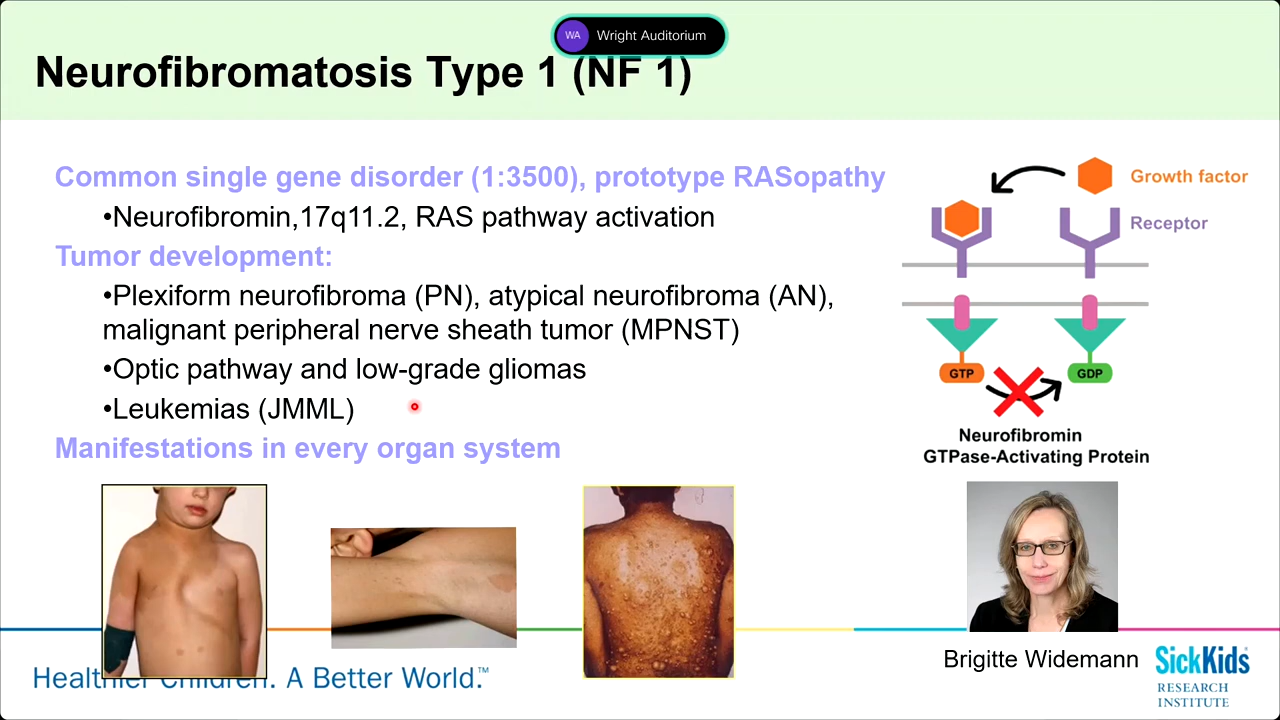 WA Wright Auditorium
Neurofibromatosis Type 1 (NF 1)
Common single gene disorder (1:3500), prototype RASopathy
•Neurofibromin,17q11.2, RAS pathway activation
Tumor development:
•Plexiform neurofibroma (PN), atypical neurofibroma (AN),
malignant peripheral nerve sheath tumor (MPNST)
•Optic pathway and low-grade gliomas
•Leukemias (JMML)
Manifestations in every organ system
Growth factor
Receptor
GTP
GDP
Neurofibromin
GTPase-Activating Protein
Brigitte Widemann
Healthier Children. A Better World.™
SickKids
RESEARCH
INSTITUTE